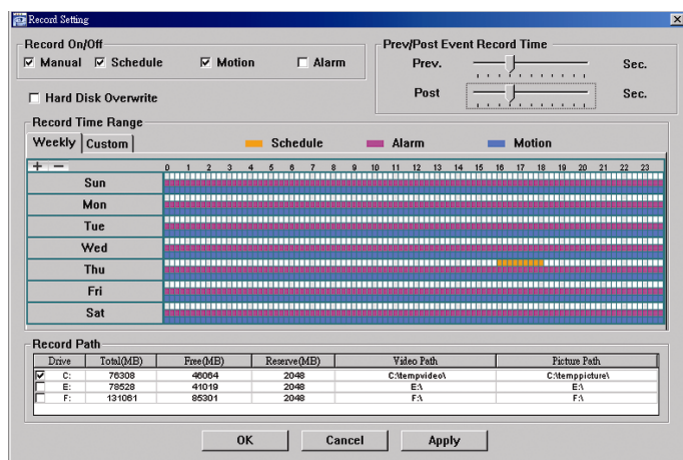 Record Setting
Record On/Off
Manual Schedule Motion Alarm
Prev/Post Event Record Time
Prev. Sec.
Post Sec.
Hard Disk Overwrite
Record Time Range
Weekly Custom Schedule Alarm Motion
+ - 0 1 2 3 4 5 6 7 8 9 10 11 12 13 14 15 16 17 18 19 20 21 22 23
Sun
Mon
Tue
Wed
Thu
Fri
Sat
Record Path
Drive Total(MB) Free(MB) Reserve(MB) Video Path Picture Path
C: 76308 46064 2048 C:\tempvideo\ C:\temppicture\
E: 78528 41019 2048 E:\ E:\
F: 131061 85301 2048 F:\ F:\
OK Cancel Apply